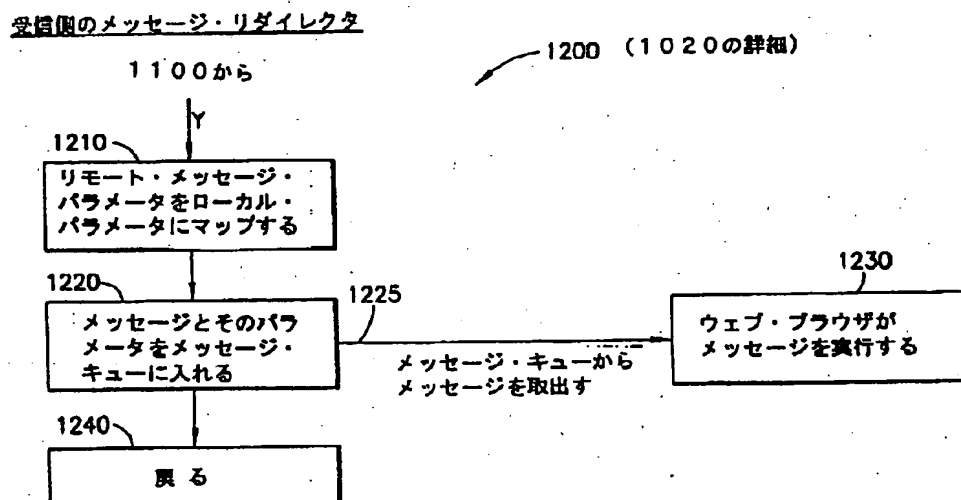 受信側のメッセージ・リダイレクタ
1200 (1020の詳細)
1100から
Y
1210
リモート・メッセージ・
パラメータをローカル・
パラメータにマップする
1220
メッセージとそのパラ
メータをメッセージ・
キューに入れる
1225
メッセージ・キューから
メッセージを取出す
1230
ウェブ・ブラウザが
メッセージを実行する
1240
戻る